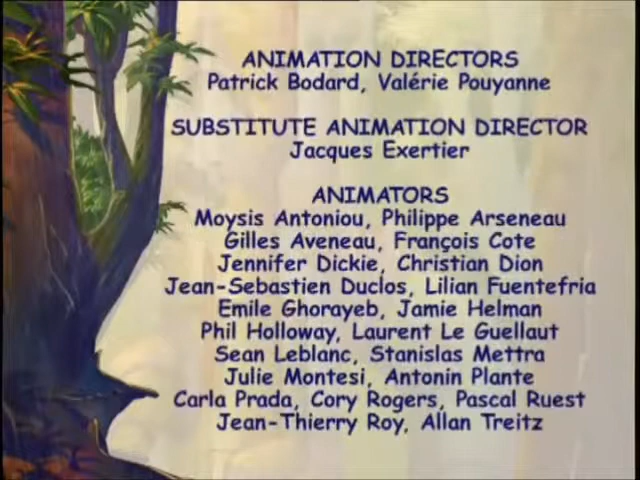 ANIMATION DIRECTORS
Patrick Bodard, Valérie Pouyanne
SUBSTITUTE ANIMATION DIRECTOR
Jacques Exertier
ANIMATORS
Moysis Antoniou, Philippe Arseneau
Gilles Aveneau, François Cote
Jennifer Dickie, Christian Dion
Jean-Sebastien Duclos, Lilian Fuentefria
Emile Ghorayeb, Jamie Helman
Phil Holloway, Laurent Le Guellaut
Sean Leblanc, Stanislas Mettra
Julie Montesi, Antonin Plante
Carla Prada, Cory Rogers, Pascal Ruest
Jean-Thierry Roy, Allan Treitz